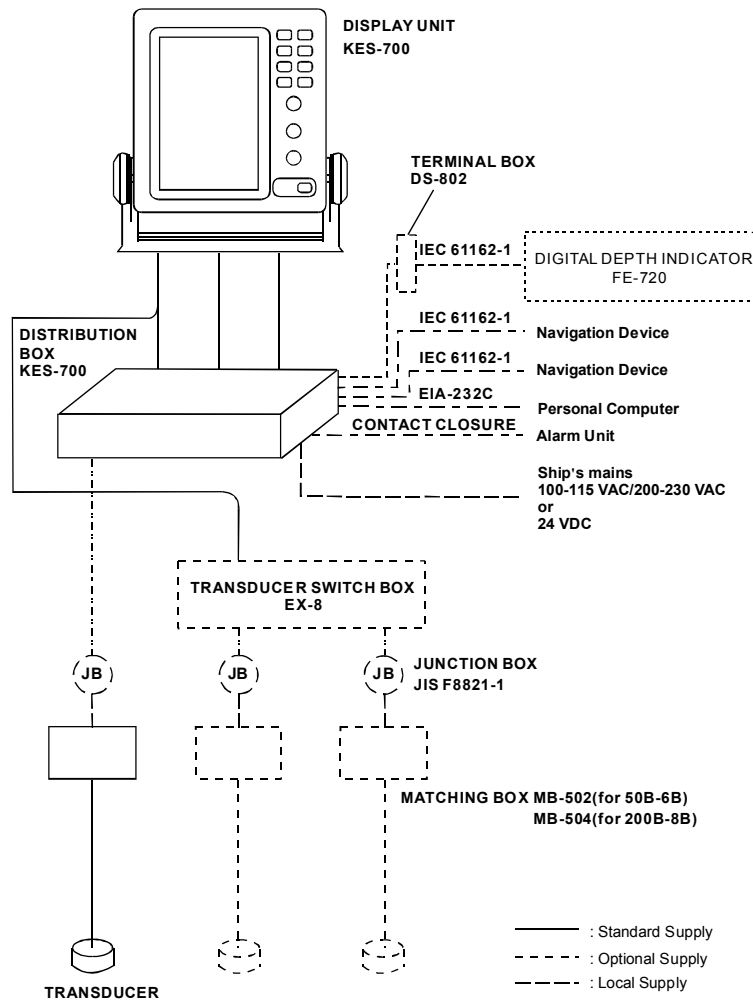 DISPLAY UNIT
KES-700
TERMINAL BOX
DS-802
IEC 61162-1
DIGITAL DEPTH INDICATOR
FE-720
DISTRIBUTION
BOX
KES-700
IEC 61162-1
Navigation Device
IEC 61162-1
Navigation Device
EIA-232C
Personal Computer
CONTACT CLOSURE
Alarm Unit
Ship's mains
100-115 VAC/200-230 VAC
or
24 VDC
TRANSDUCER SWITCH BOX
EX-8
JB
JB
JB
JUNCTION BOX
JIS F8821-1
MATCHING BOX MB-502(for 50B-6B)
MB-504(for 200B-8B)
TRANSDUCER
: Standard Supply
: Optional Supply
: Local Supply